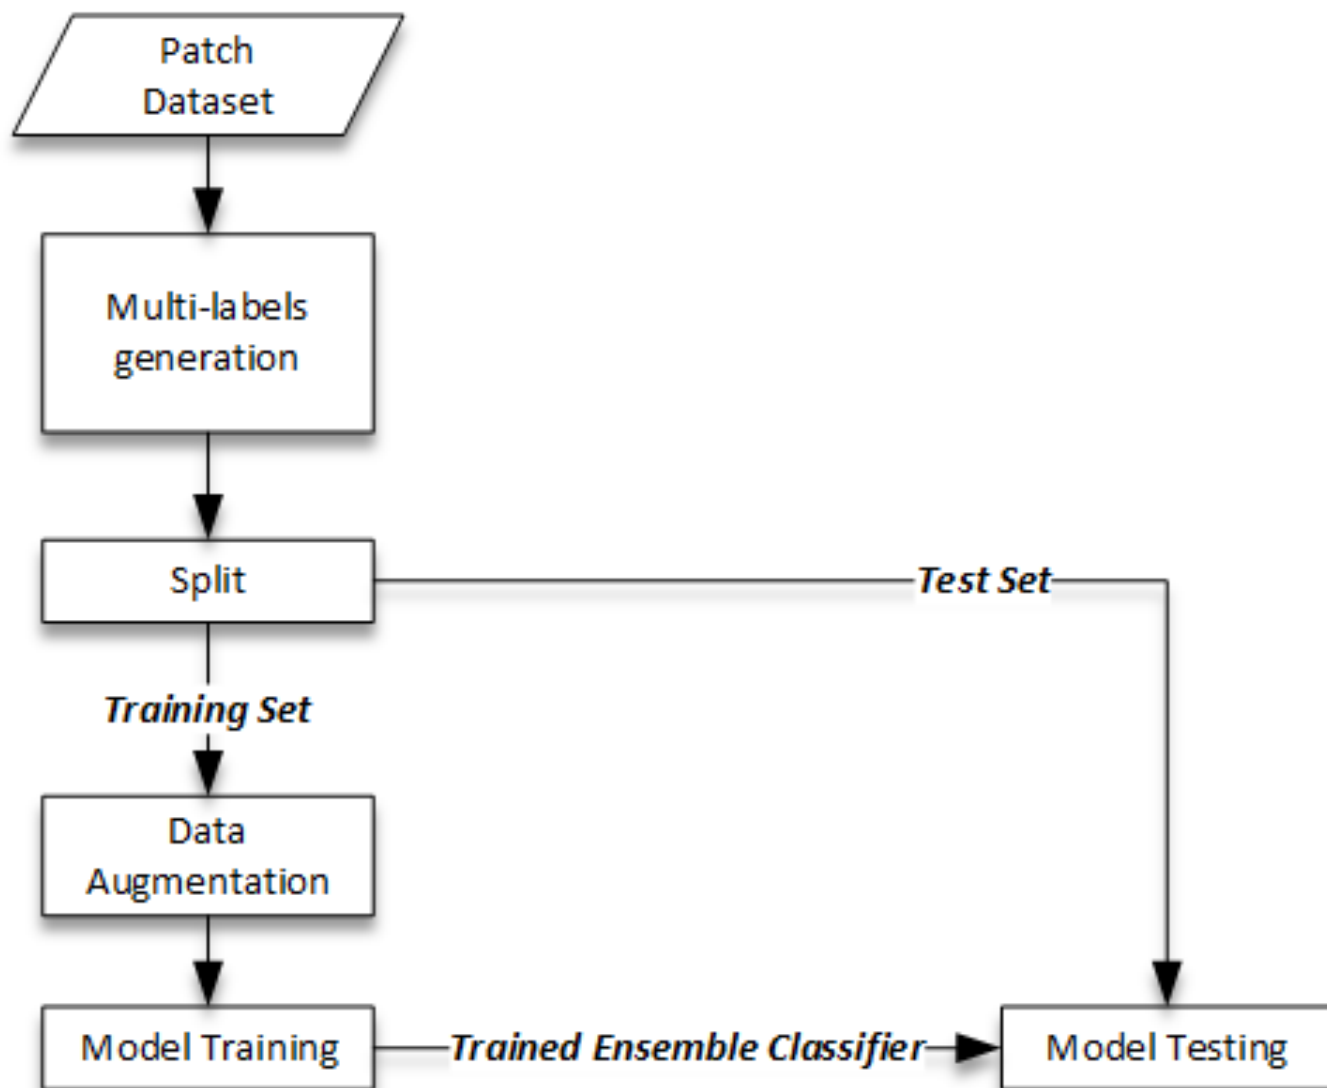 Patch
Dataset
Multi-labels
generation
Split
Test Set
Training Set
Data
Augmentation
Model Training
Trained Ensemble Classifier
Model Testing